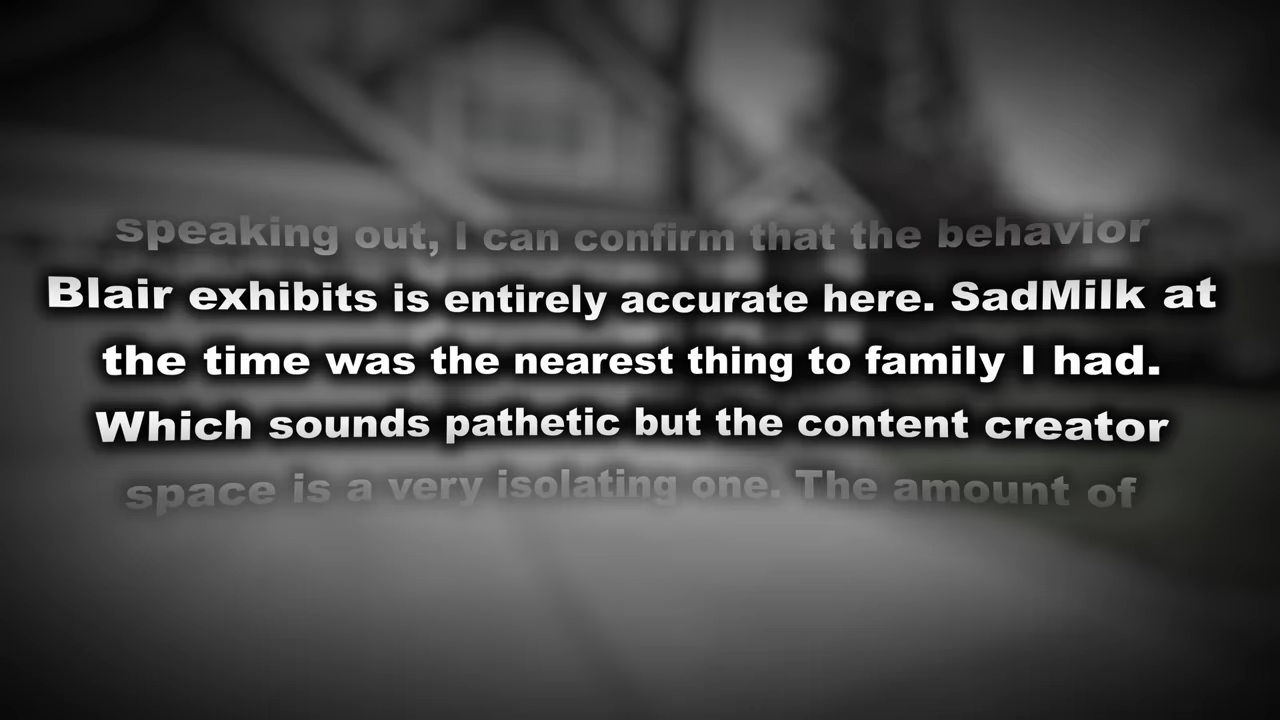 speaking out, I can confirm that the behavior
Blair exhibits is entirely accurate here. SadMilk at
the time was the nearest thing to family I had.
Which sounds pathetic but the content creator
space is a very isolating one. The amount of